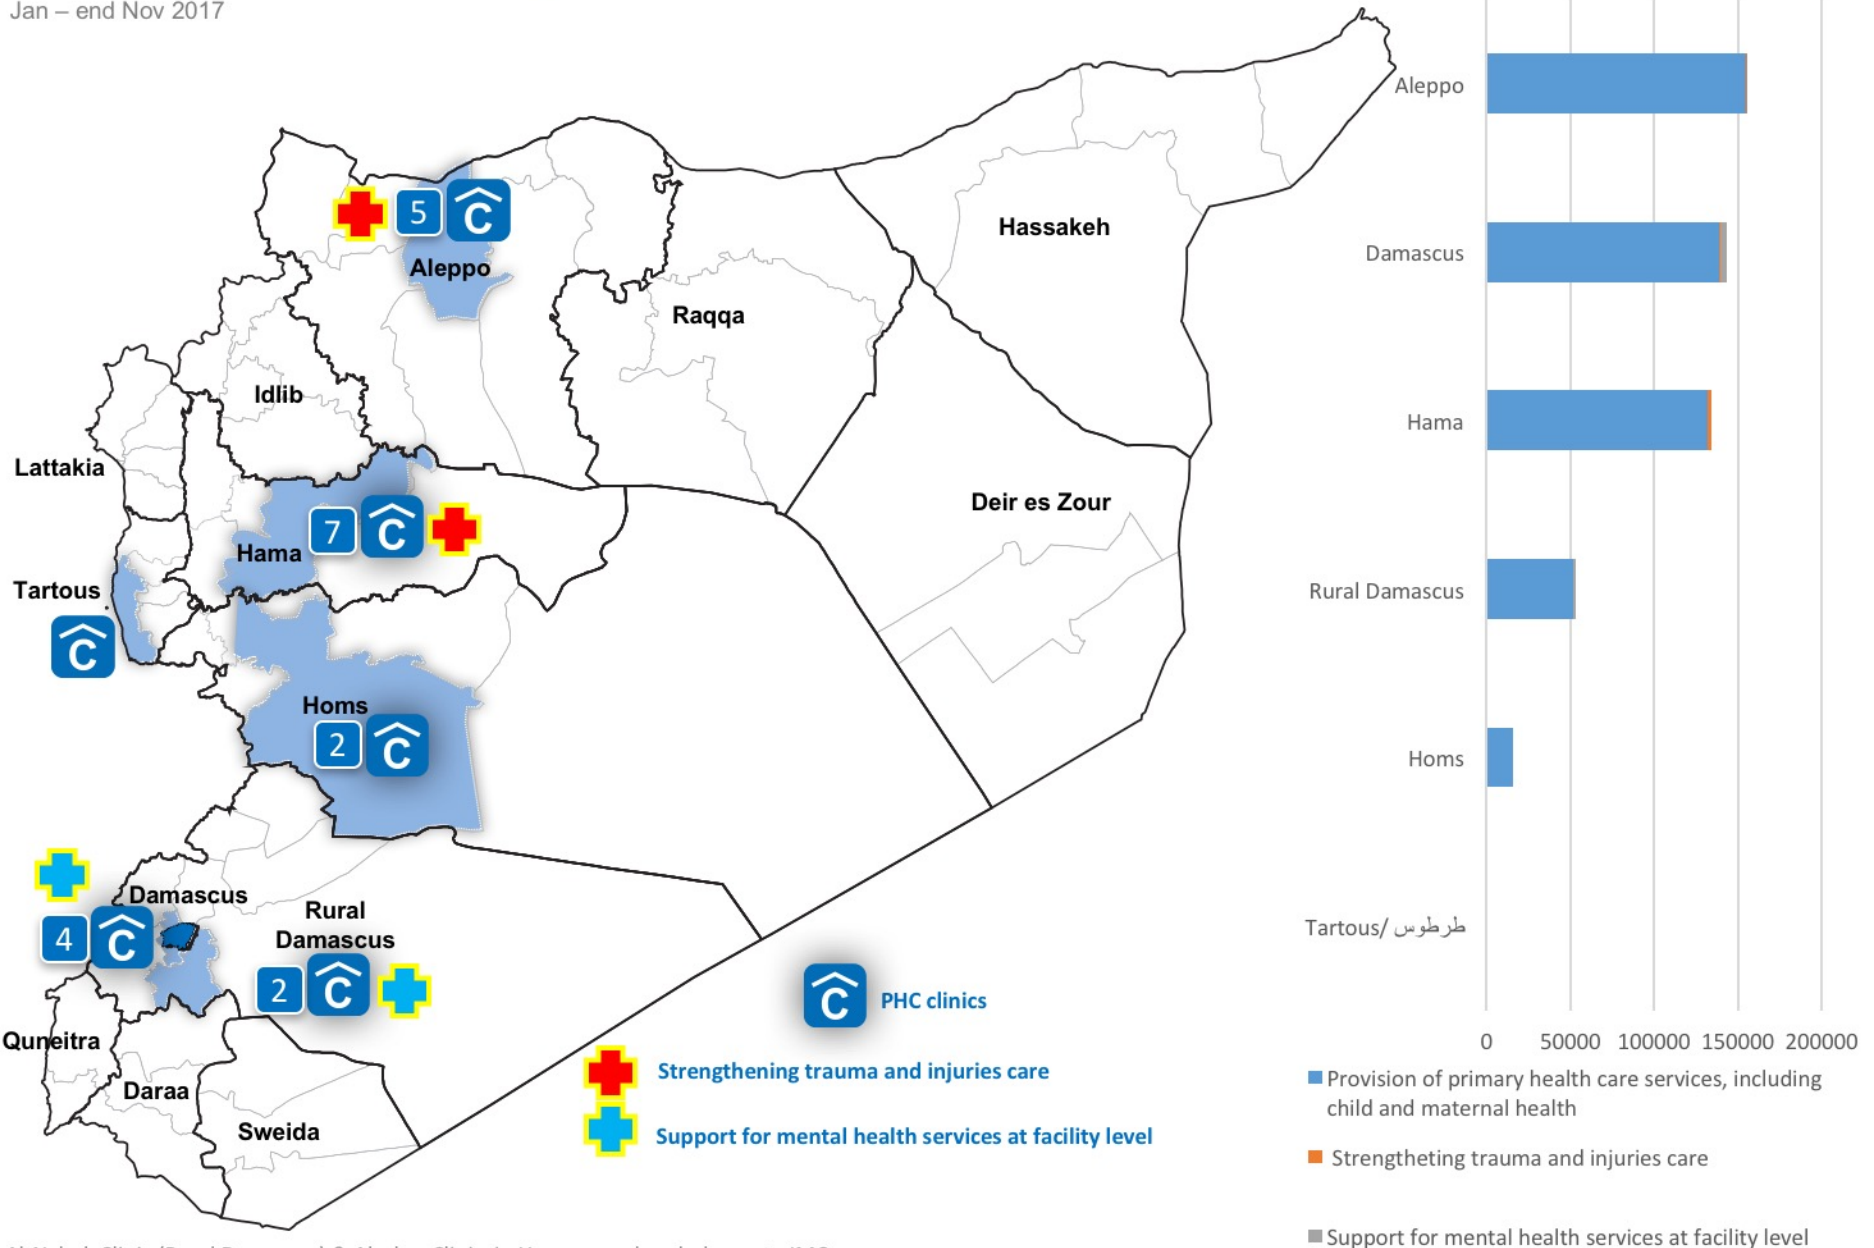 Jan – end Nov 2017
Aleppo
Damascus
Hama
Rural Damascus
Homs
Tartous/ طرطوس
0 50000 100000 150000 200000
Provision of primary health care services, including
child and maternal health
Strengtheting trauma and injuries care
Support for mental health services at facility level
5 C
Aleppo
Hassakeh
Raqqa
Idlib
Lattakia
Deir es Zour
7 C
Hama
Tartous
C
Homs
2 C
Damascus
4 C
Rural
Damascus
2 C
Quneitra
Daraa
Sweida
C PHC clinics
Strengthening trauma and injuries care
Support for mental health services at facility level